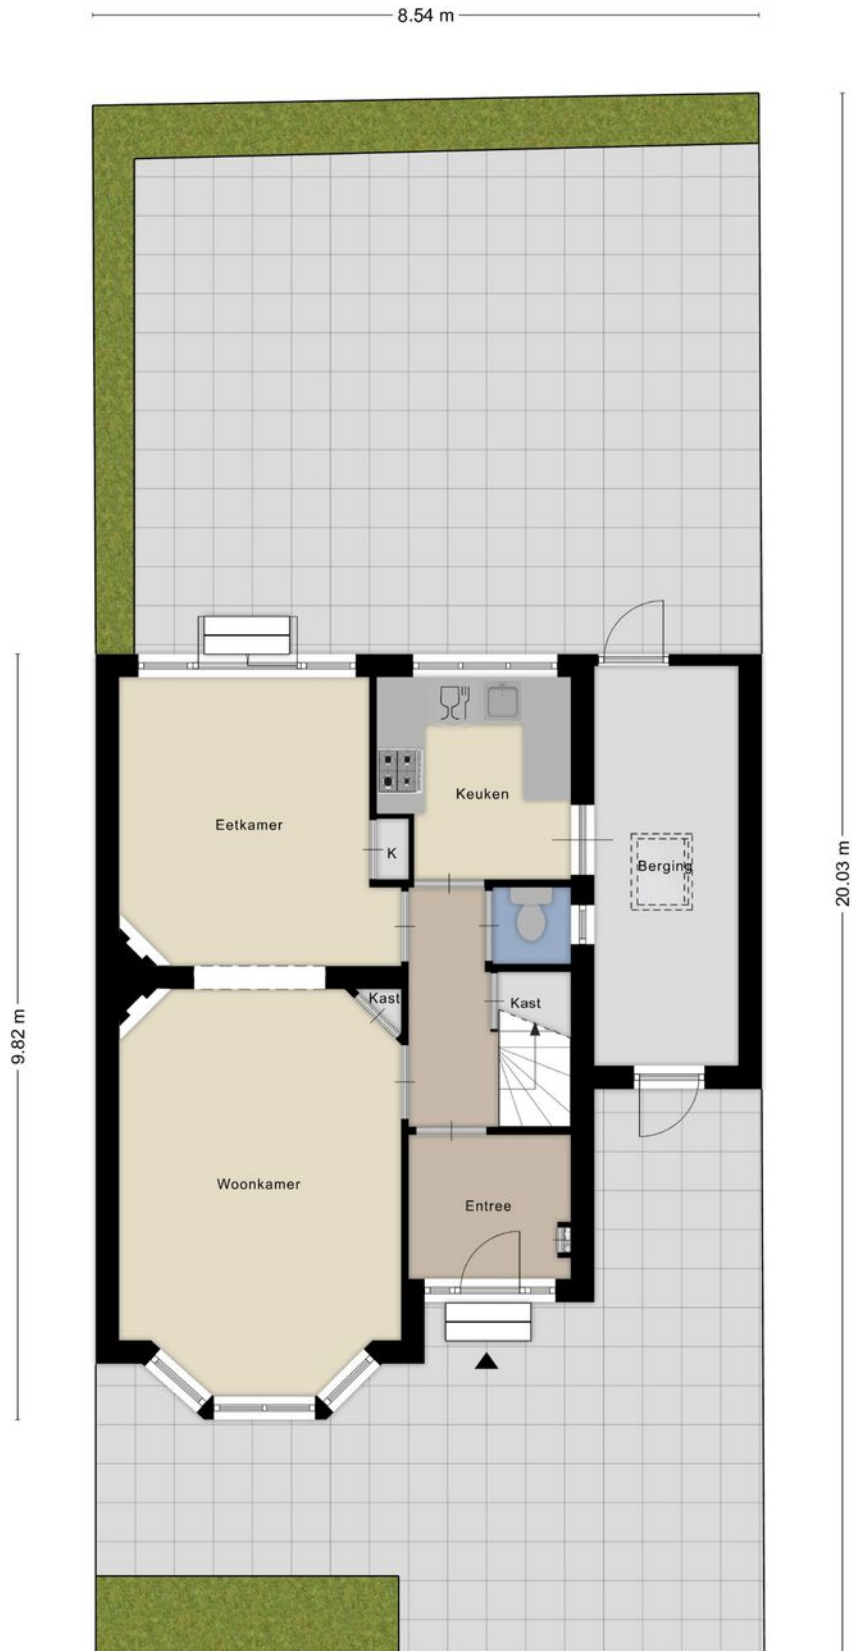 8.54 m
Keuken
Eetkamer
K
Berging
20.03 m
Kast
Kast
9.82 m
Woonkamer
Entree